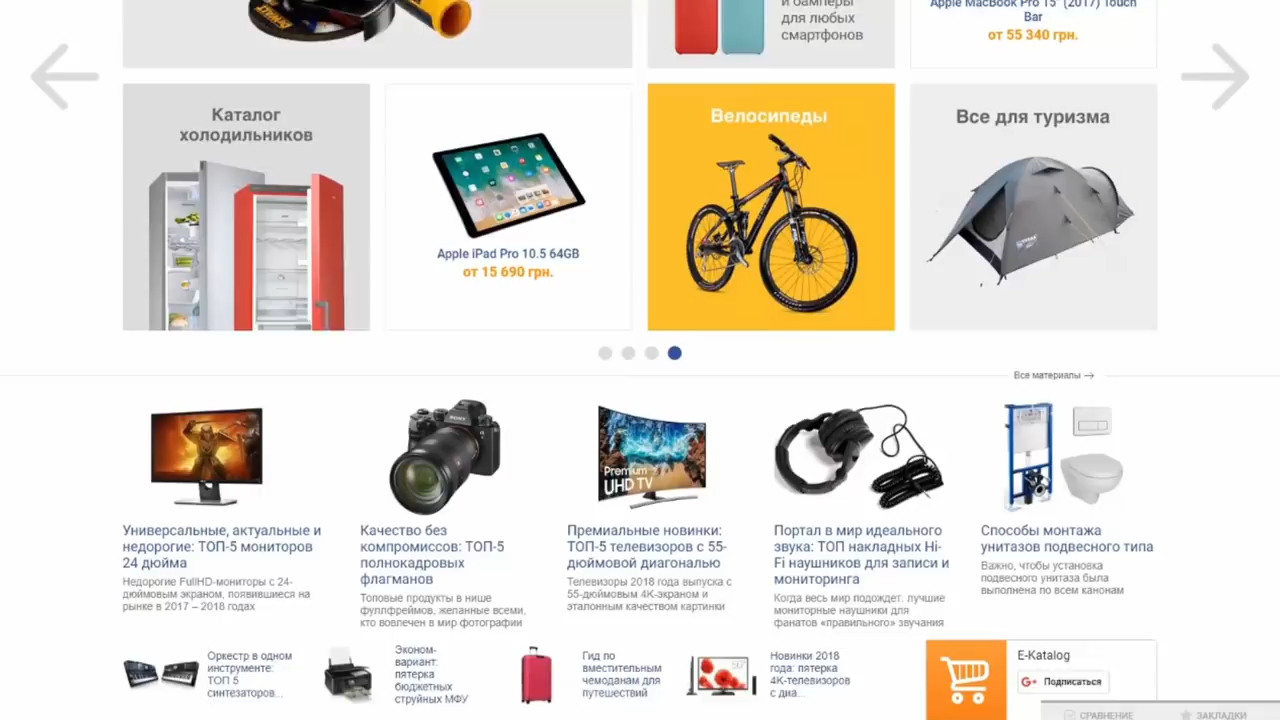 и бамперы
для любых
смартфонов
Apple MacBook Pro 15" (2017) Touch
Bar
от 55 340 грн.
Каталог
холодильников
Apple iPad Pro 10.5 64GB
от 15 690 грн.
Велосипеды
Все для туризма
Все материалы →
SONY
Premium
UHD TV
Универсальные, актуальные и
недорогие: ТОП-5 мониторов
24 дюйма
Недорогие FullHD-мониторы с 24-
дюймовым экраном, появившиеся на
рынке в 2017 – 2018 годах
Качество без
компромиссов: ТОП-5
полнокадровых
флагманов
Топовые продукты в нише
фуллфреймов, желанные всеми,
кто вовлечен в мир фотографии
Премиальные новинки:
ТОП-5 телевизоров с 55-
дюймовой диагональю
Телевизоры 2018 года выпуска с
55-дюймовым 4K-экраном и
эталонным качеством картинки
Портал в мир идеального
звука: ТОП накладных Hi-
Fi наушников для записи и
мониторинга
Когда весь мир подождет: лучшие
мониторные наушники для
фанатов «правильного» звучания
Способы монтажа
унитазов подвесного типа
Важно, чтобы установка
подвесного унитаза была
выполнена по всем канонам
Оркестр в одном
инструменте:
ТОП 5
синтезаторов...
Эконом-
вариант:
пятерка
бюджетных
струйных МФУ
Гид по
вместительным
чемоданам для
путешествий
50"
Новинки 2018
года: пятерка
4K-телевизоров
с диа...
E-Katalog
G+ Подписаться
СРАВНЕНИЕ
ЗАКЛАДКИ